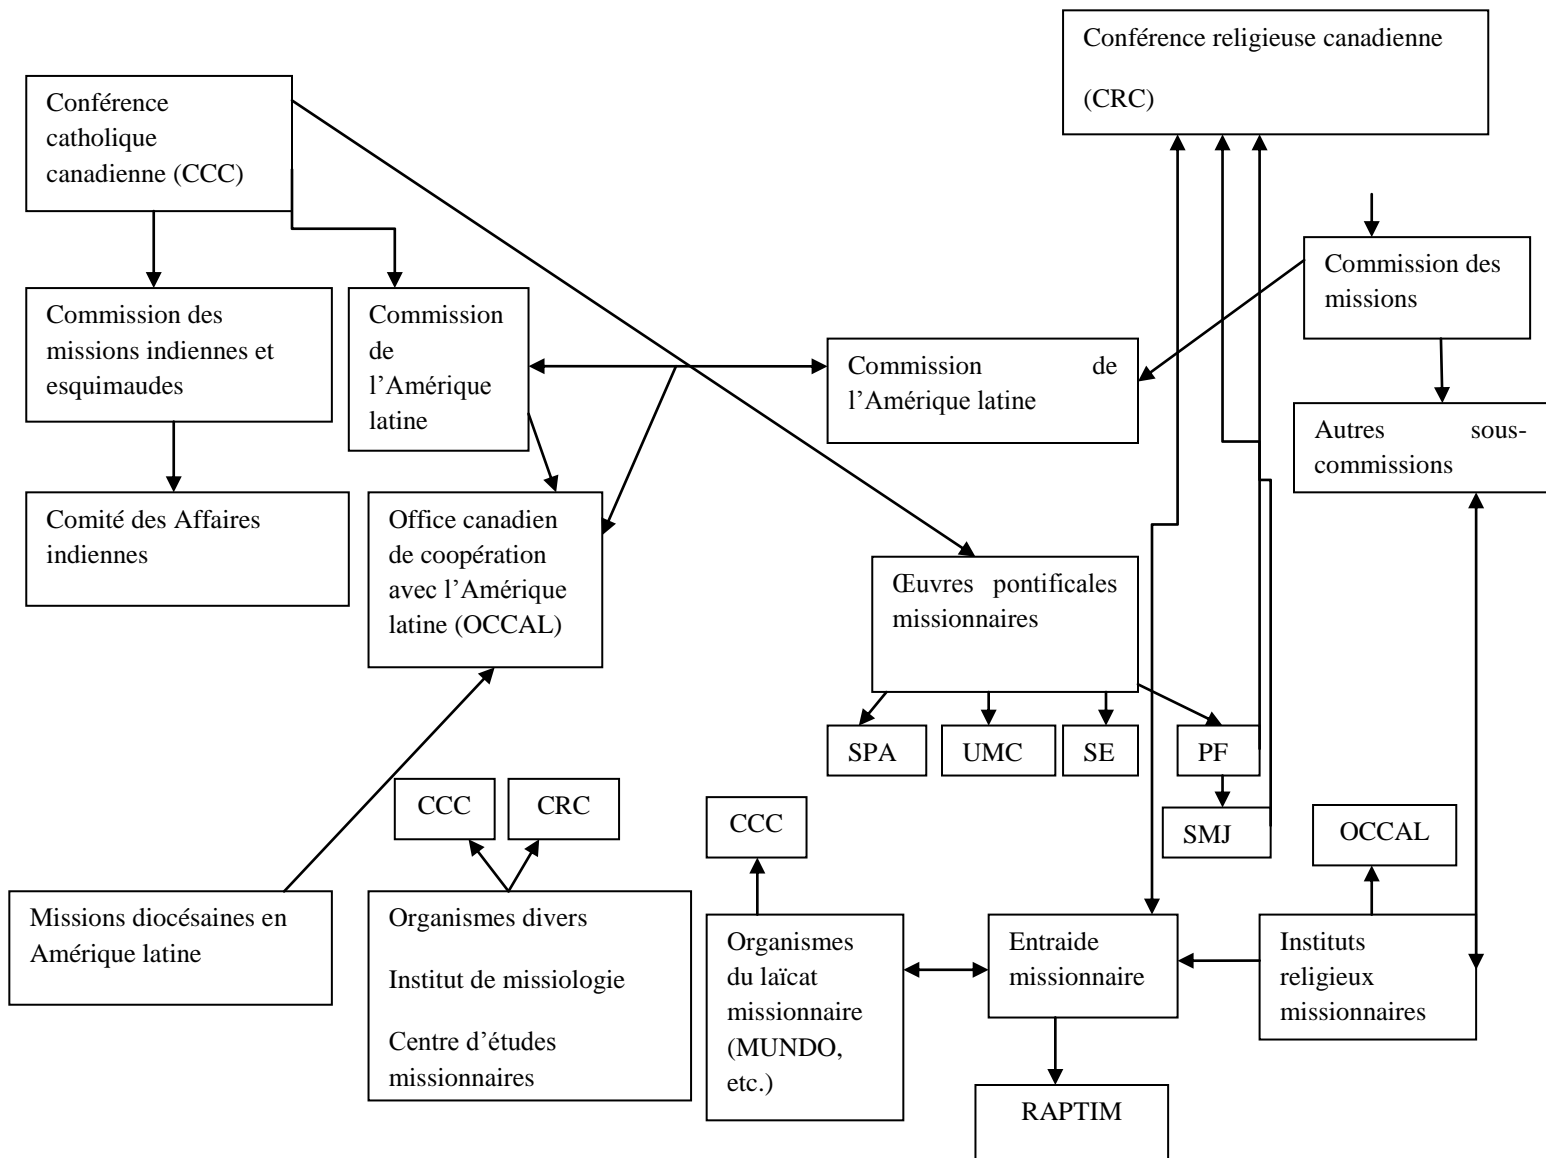 Conférence religieuse canadienne
(CRC)
Conférence
catholique
canadienne (CCC)
Commission des
missions
Commission des
missions indiennes et
esquimaudes
Commission
de
l’Amérique
latine
Commission de
l’Amérique latine
Autres sous-
commissions
Comité des Affaires
indiennes
Office canadien
de coopération
avec l’Amérique
latine (OCCAL)
Œuvres pontificales
missionnaires
SPA
UMC
SE
PF
SMJ
CCC
CRC
CCC
OCCAL
Missions diocésaines en
Amérique latine
Organismes divers
Institut de missiologie
Centre d’études
missionnaires
Organismes
du laïcat
missionnaire
(MUNDO,
etc.)
Entraide
missionnaire
Instituts
religieux
missionnaires
RAPTIM